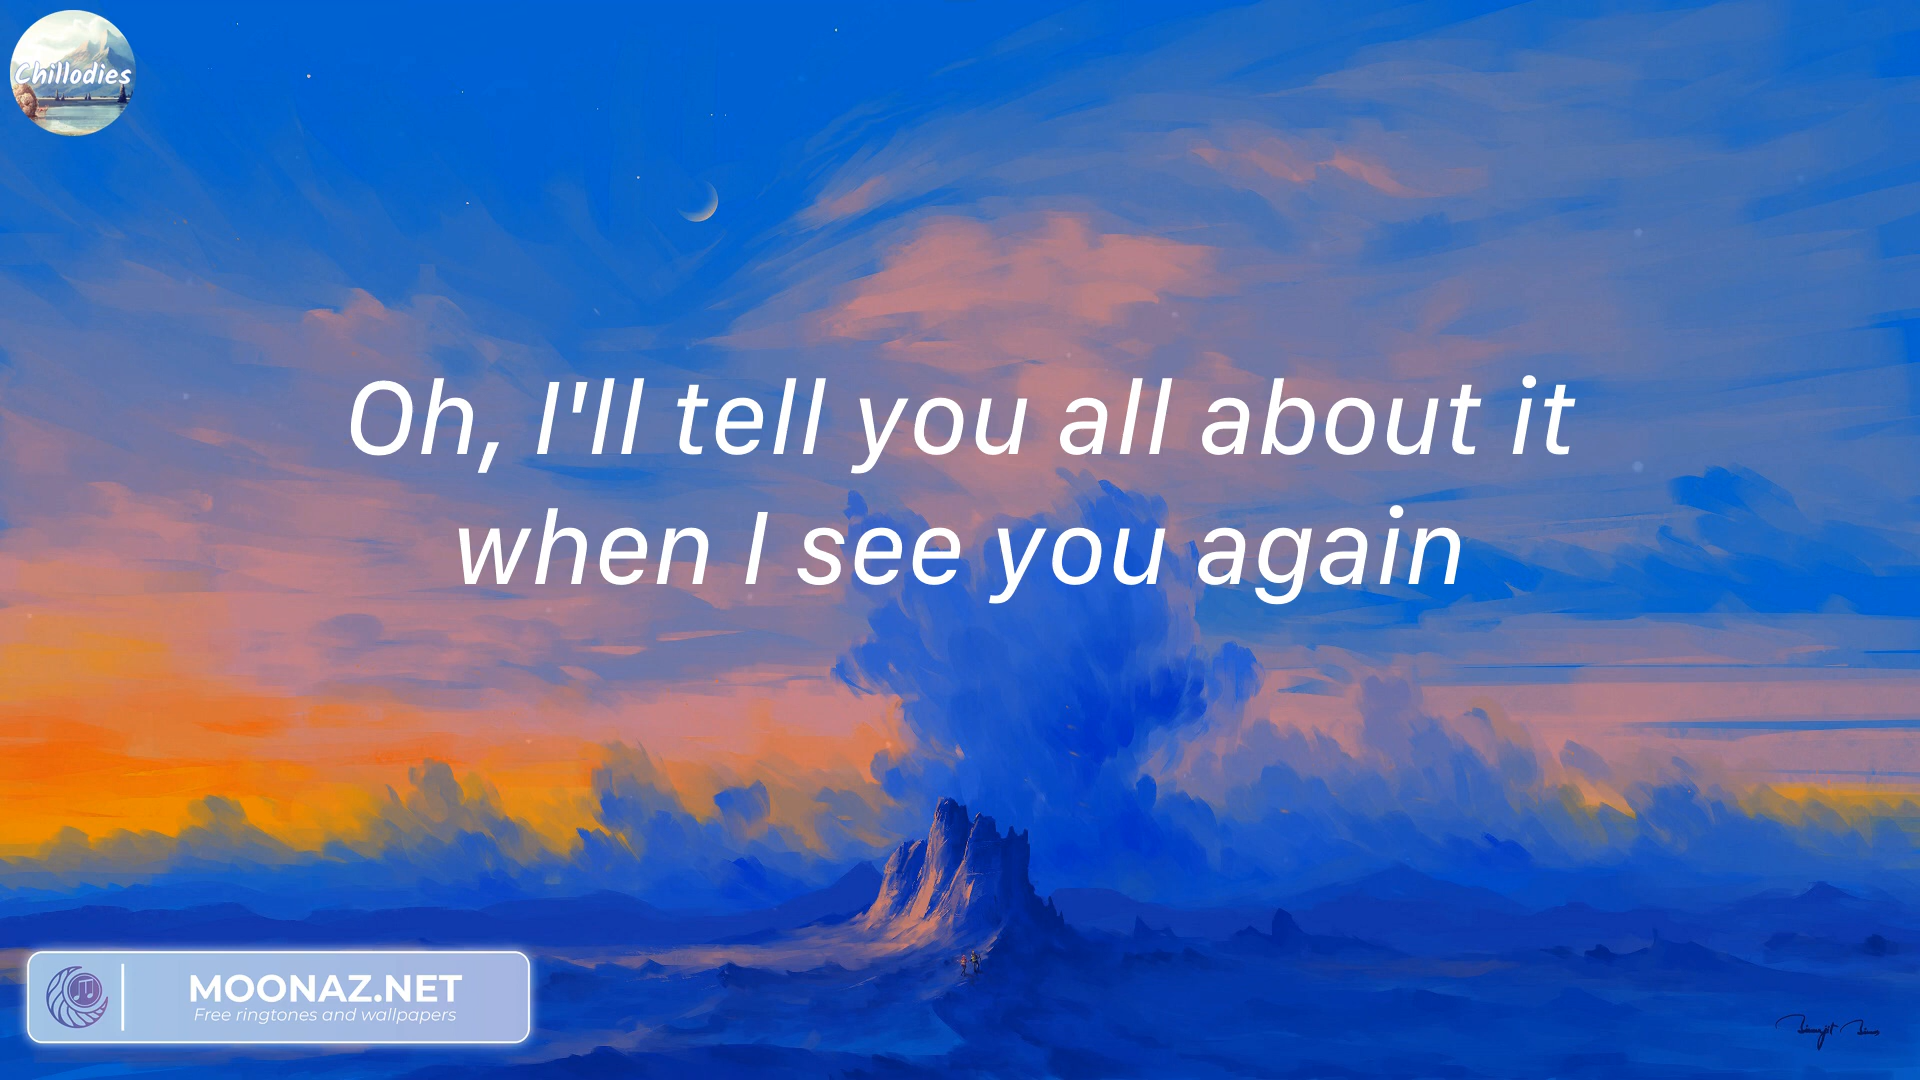 Chillodies
Oh, I'll tell you all about it
when I see you again
MOONAZ.NET
Free ringtones and wallpapers